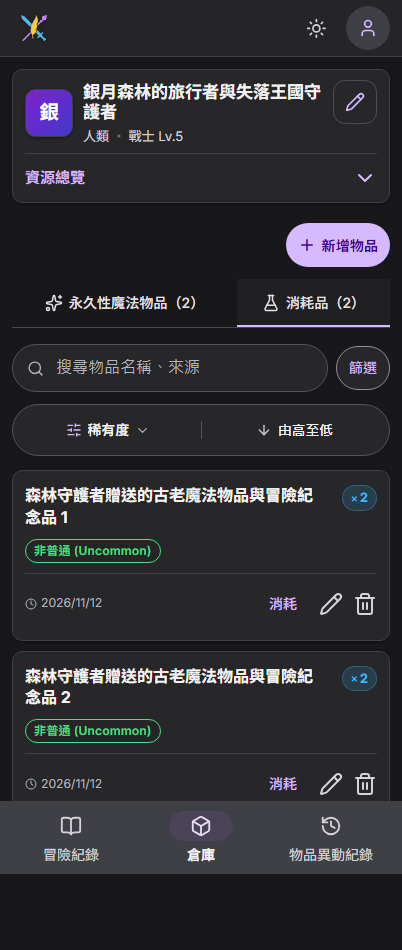 銀
銀月森林的旅行者與失落王國守
護者
人類 • 戰士 Lv.5
資源總覽
+ 新增物品
永久性魔法物品（2）
消耗品（2）
搜尋物品名稱、來源
篩選
稀有度
由高至低
森林守護者贈送的古老魔法物品與冒險紀
念品 1
×2
非普通 (Uncommon)
2026/11/12
消耗
森林守護者贈送的古老魔法物品與冒險紀
念品 2
×2
非普通 (Uncommon)
2026/11/12
消耗
冒險紀錄
倉庫
物品異動紀錄